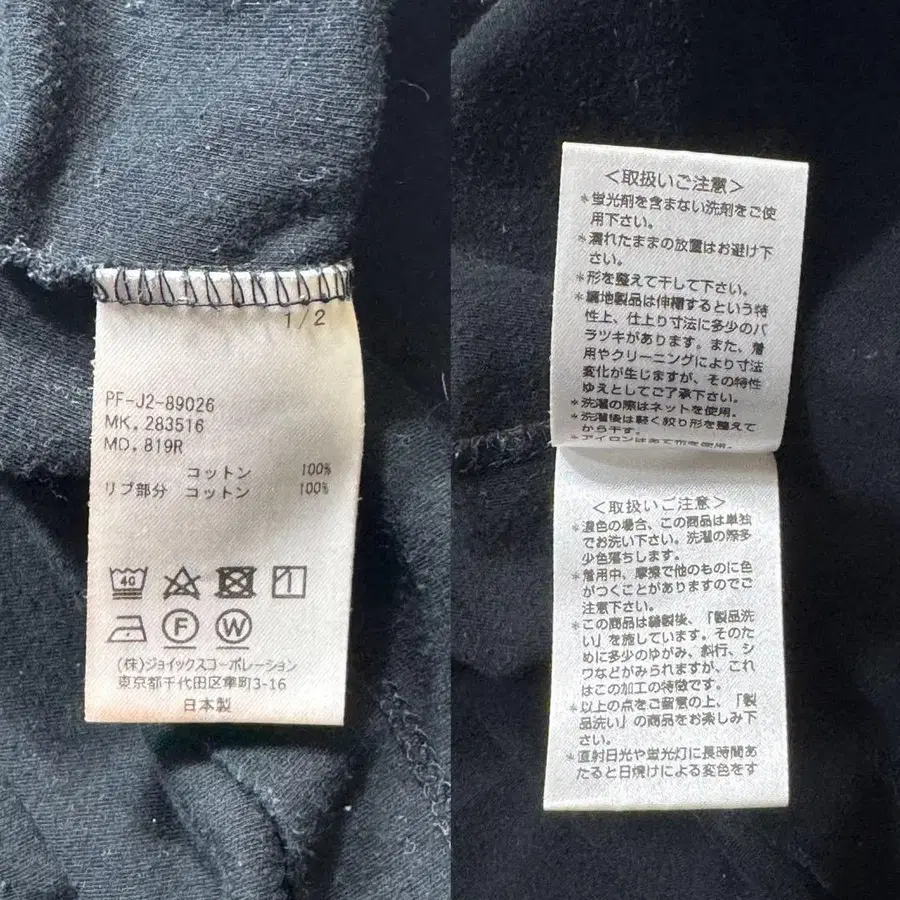 1/2
PF-J2-89026
MK. 283516
MD. 819R
コットン 100%
リブ部分 コットン 100%
40
F W
(株)ジョイックスコーポレーション
東京都千代田区隼町3-16
日本製
<取扱いご注意>
*蛍光剤を含まない洗剤をご使
用下さい。
*濡れたままの放置はお避け下
さい。
*形を整えて干して下さい。
*編地製品は伸縮するという特
性上、仕上り寸法に多少のバ
ラツキがあります。また、着
用やクリーニングにより寸法
変化が生じますが、その特性
ゆえとしてご了承下さい。
*洗濯の際はネットを使用。
*洗濯後は軽く絞り形を整えて
から干す。
*アイロンはあて布を使用。
<取扱いご注意>
*濃色の場合、この商品は単独
でお洗い下さい。洗濯の際多
少色落ちします。
*着用中、摩擦で他のものに色
がつくことがありますのでご
注意下さい。
*この商品は縫製後、「製品洗
い」を施しています。そのた
めに多少のゆがみ、斜行、シ
ワなどがみられますが、これ
はこの加工の特徴です。
*以上の点をご留意の上、「製
品洗い」の商品をお楽しみ下
さい。
*直射日光や蛍光灯に長時間あ
たると日焼けによる変色をす